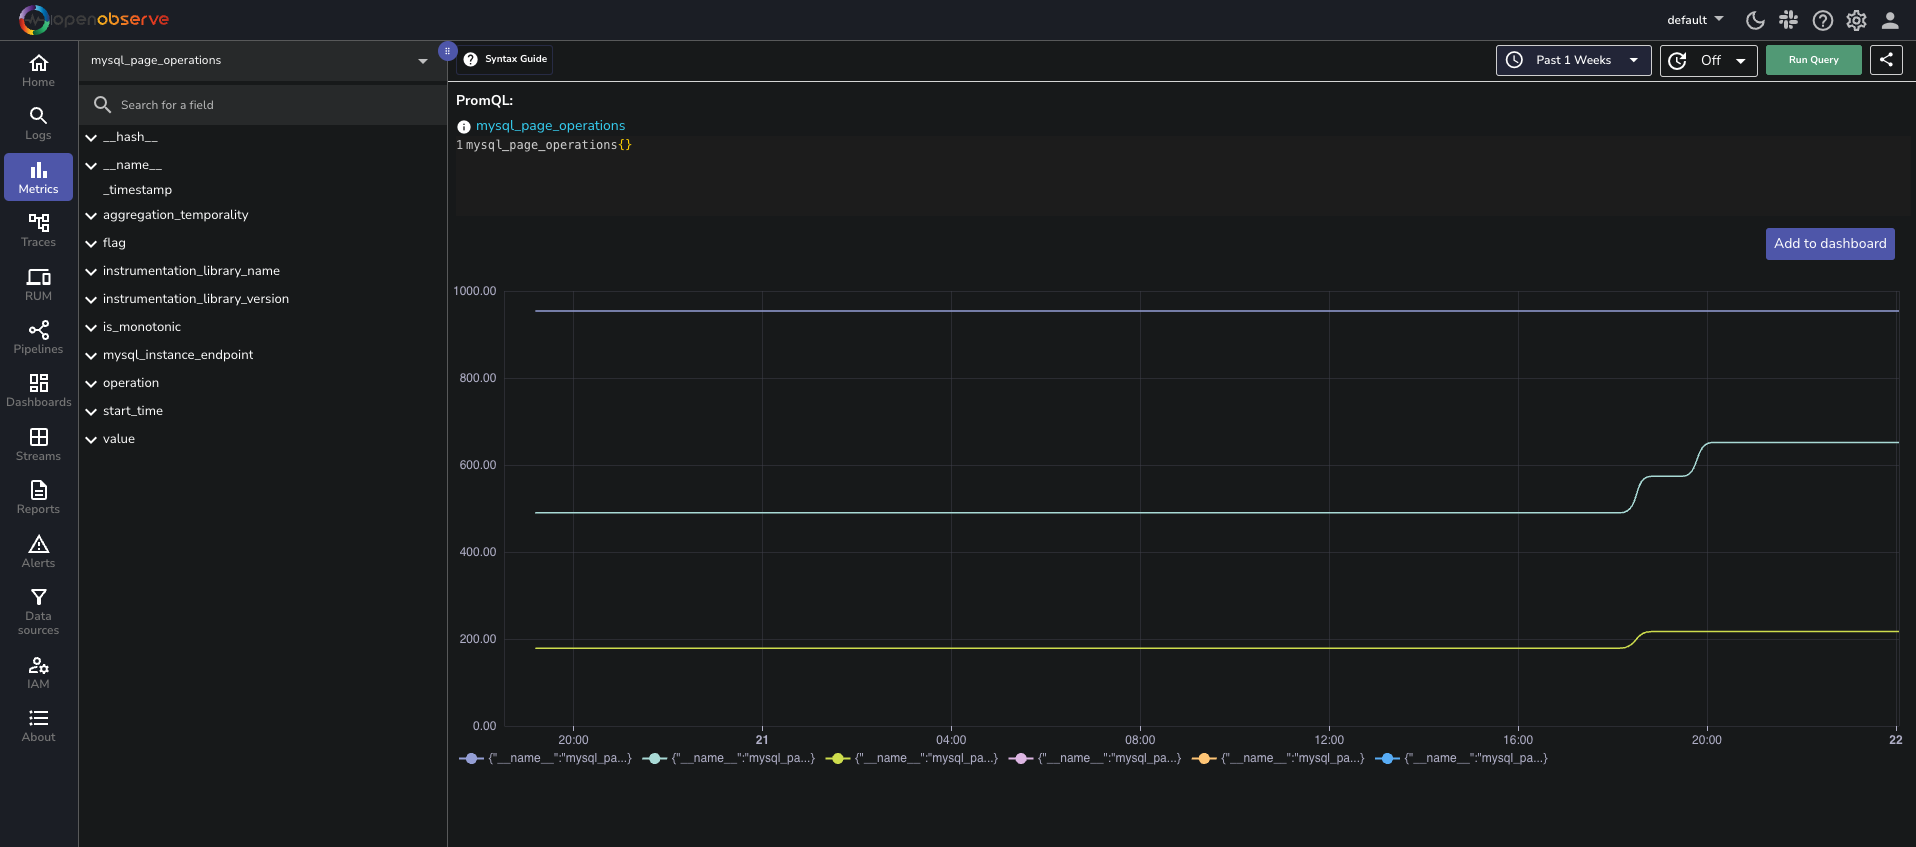 openobserve
default
Home
Logs
Metrics
Traces
RUM
Pipelines
Dashboards
Streams
Reports
Alerts
Data
sources
IAM
About
mysql_page_operations
Search for a field
__hash__
__name__
_timestamp
aggregation_temporality
flag
instrumentation_library_name
instrumentation_library_version
is_monotonic
mysql_instance_endpoint
operation
start_time
value
Syntax Guide
Past 1 Weeks
Off
Run Query
PromQL:
mysql_page_operations
1 mysql_page_operations{}
Add to dashboard
1000.00
800.00
600.00
400.00
200.00
0.00
20:00 21 04:00 08:00 12:00 16:00 20:00 22
{"__name__":"mysql_pa...} {"__name__":"mysql_pa...} {"__name__":"mysql_pa...} {"__name__":"mysql_pa...} {"__name__":"mysql_pa...} {"__name__":"mysql_pa...}